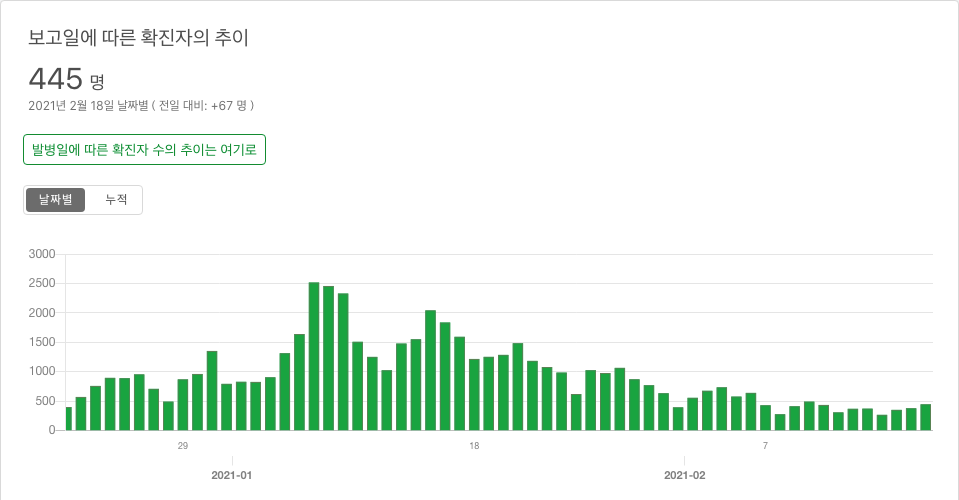 보고일에 따른 확진자의 추이
445 명
2021년 2월 18일 날짜별 ( 전일 대비: +67 명 )
발병일에 따른 확진자 수의 추이는 여기로
날짜별 누적
3000
2500
2000
1500
1000
500
0
29 18 7
2021-01 2021-02